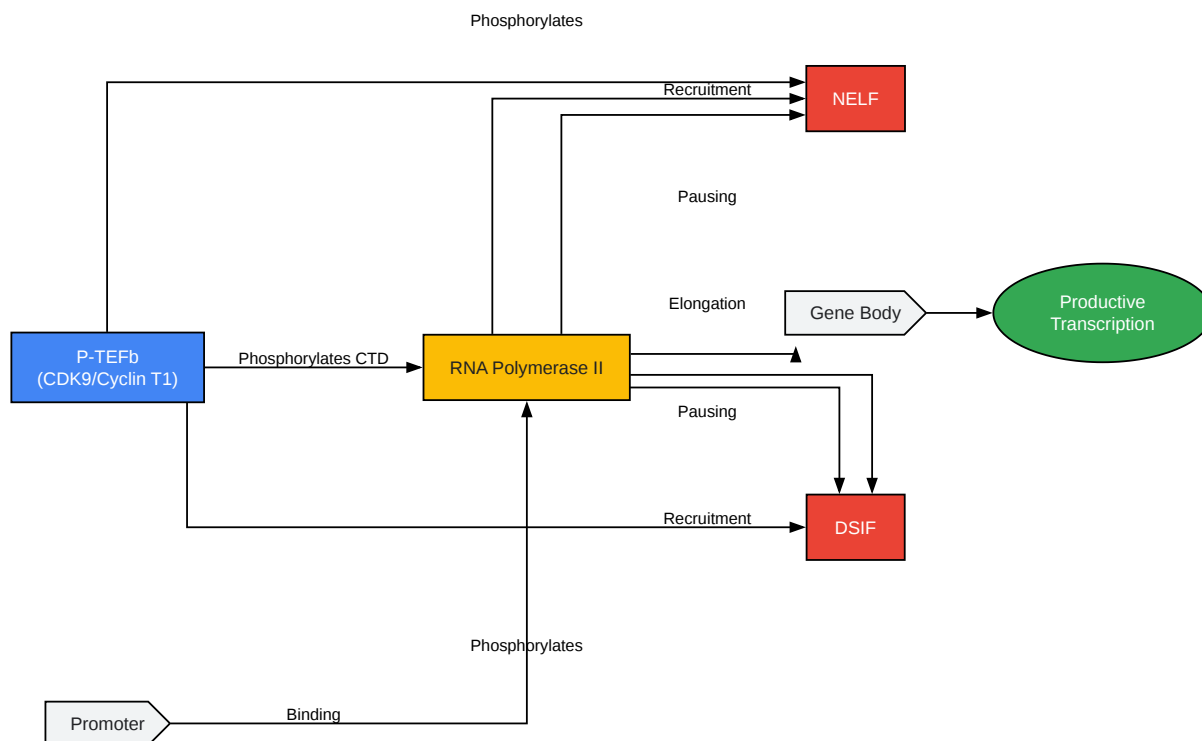 Phosphorylates
Recruitment
NELF
Pausing
Elongation
Gene Body
Productive
Transcription
P-TEFb
(CDK9/Cyclin T1)
Phosphorylates CTD
RNA Polymerase II
Pausing
Recruitment
DSIF
Phosphorylates
Promoter
Binding